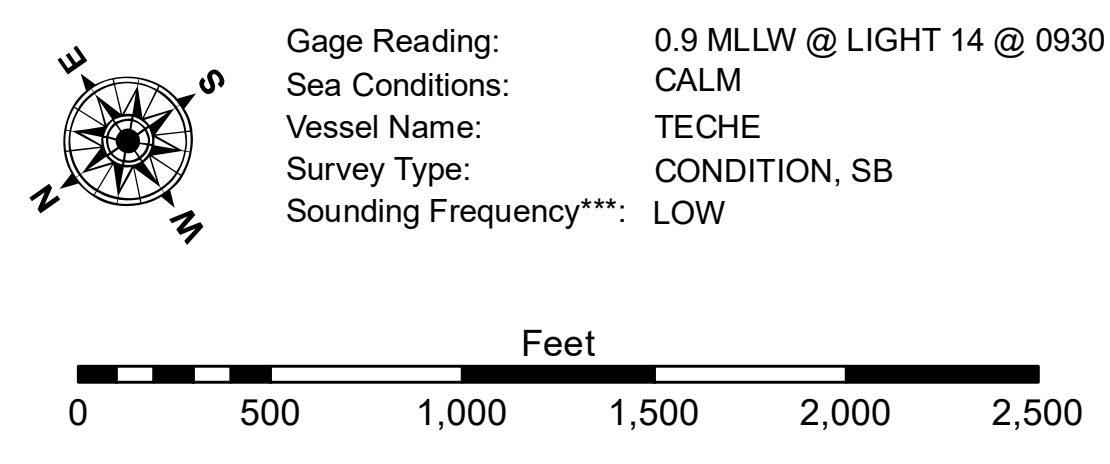 E
S
N
W
Gage Reading: 0.9 MLLW @ LIGHT 14 @ 0930
Sea Conditions: CALM
Vessel Name: TECHE
Survey Type: CONDITION, SB
Sounding Frequency***: LOW
Feet
0 500 1,000 1,500 2,000 2,500